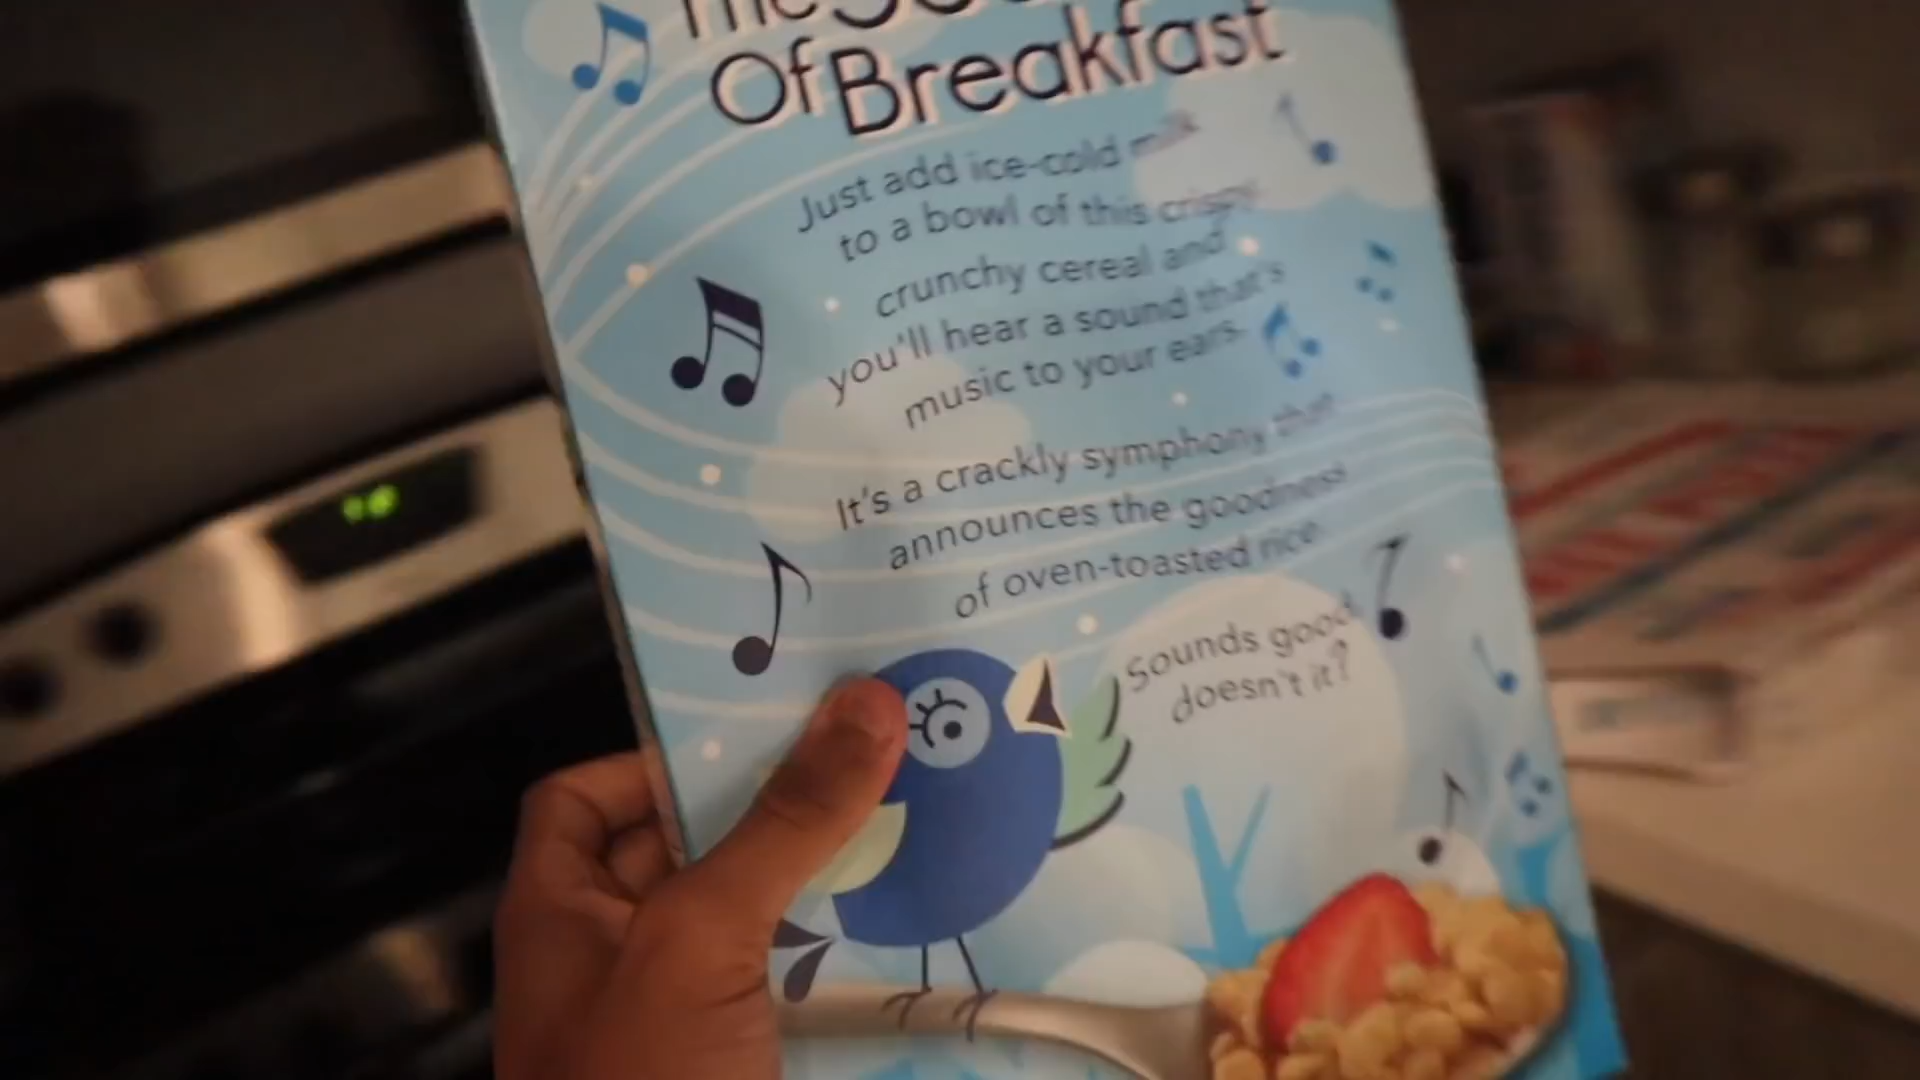 Of Breakfast
Just add ice-cold milk
to a bowl of this crispy
crunchy cereal and
you'll hear a sound that's
music to your ears.
It's a crackly symphony that
announces the goodness
of oven-toasted rice.
Sounds good,
doesn't it?